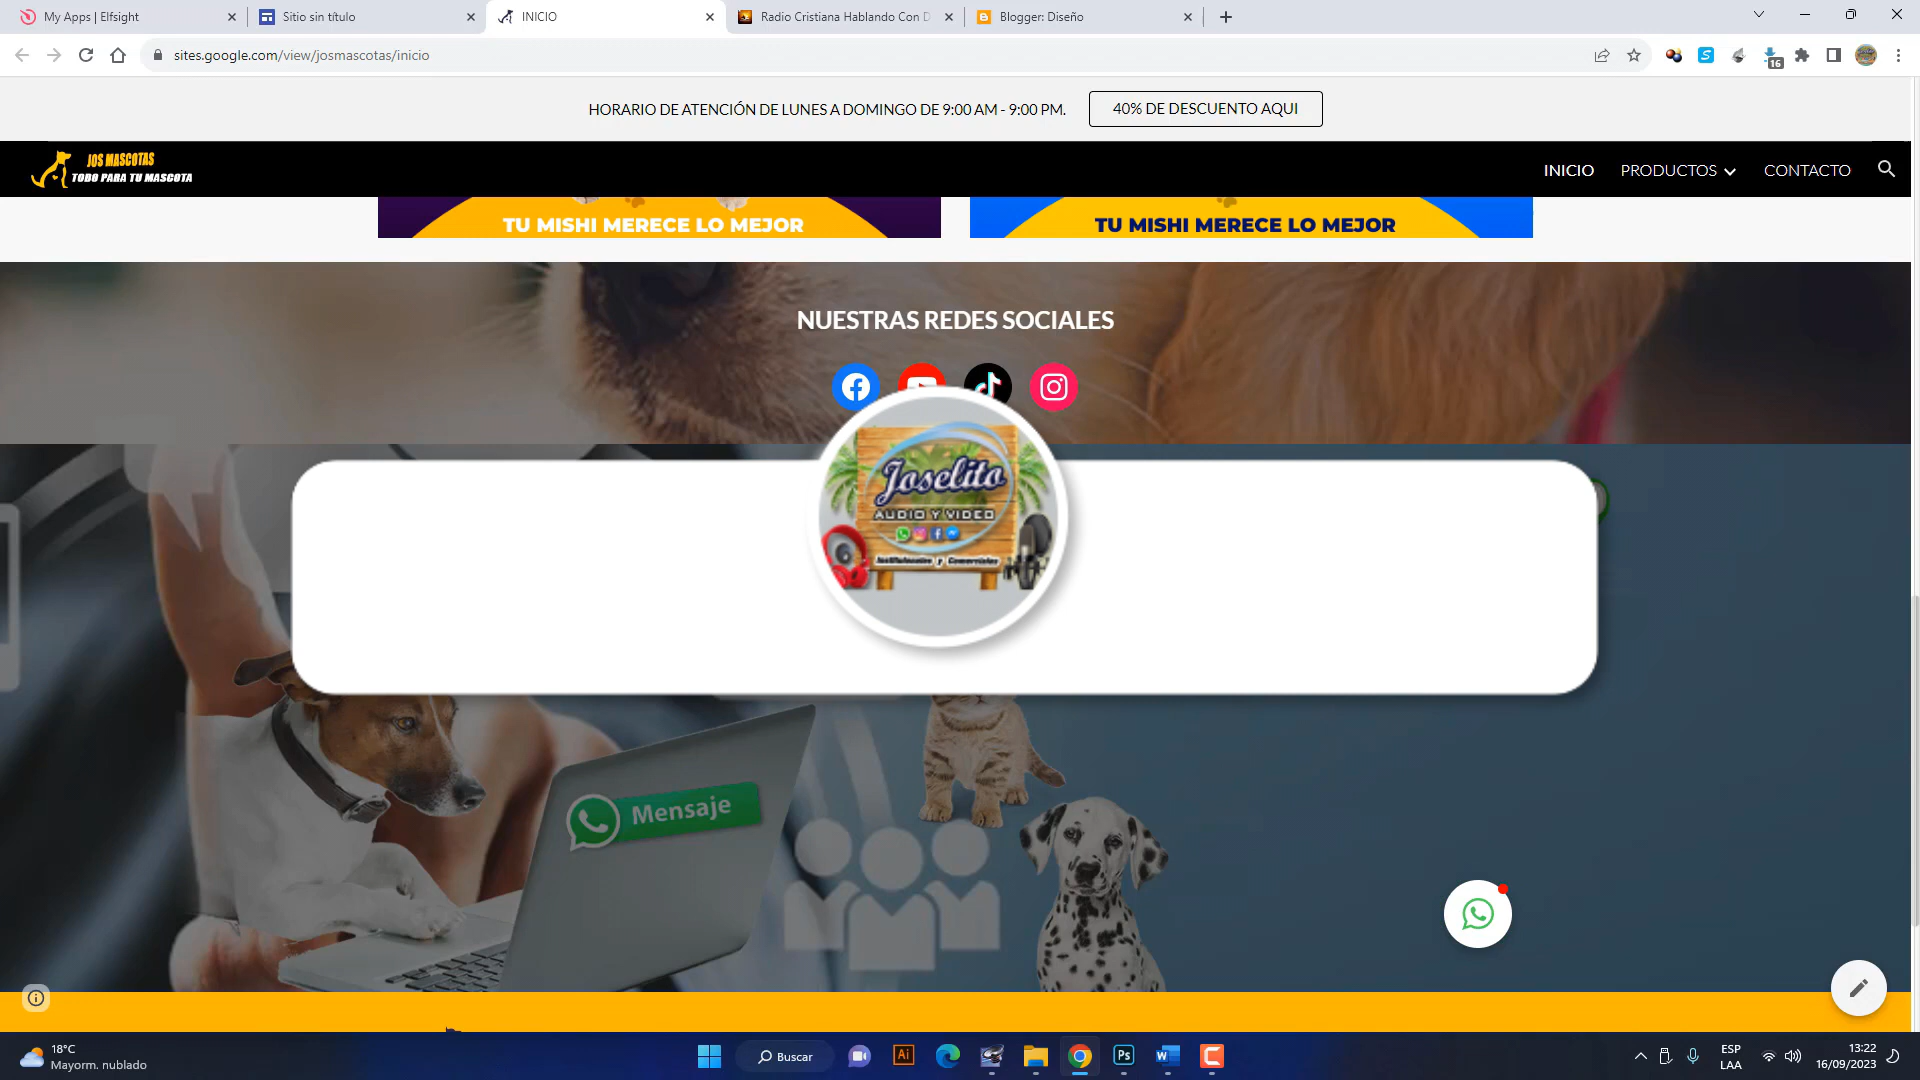 My Apps | Elfsight
Sitio sin título
INICIO
Radio Cristiana Hablando Con D
Blogger: Diseño
sites.google.com/view/josmascotas/inicio
16
HORARIO DE ATENCIÓN DE LUNES A DOMINGO DE 9:00 AM - 9:00 PM.
40% DE DESCUENTO AQUI
JOS MASCOTAS
TODO PARA TU MASCOTA
INICIO
PRODUCTOS
CONTACTO
TU MISHI MERECE LO MEJOR
TU MISHI MERECE LO MEJOR
NUESTRAS REDES SOCIALES
Joselito
AUDIO Y VIDEO
Mensaje
18°C
Mayorm. nublado
Buscar
Ai
Ps
ESP
LAA
13:22
16/09/2023